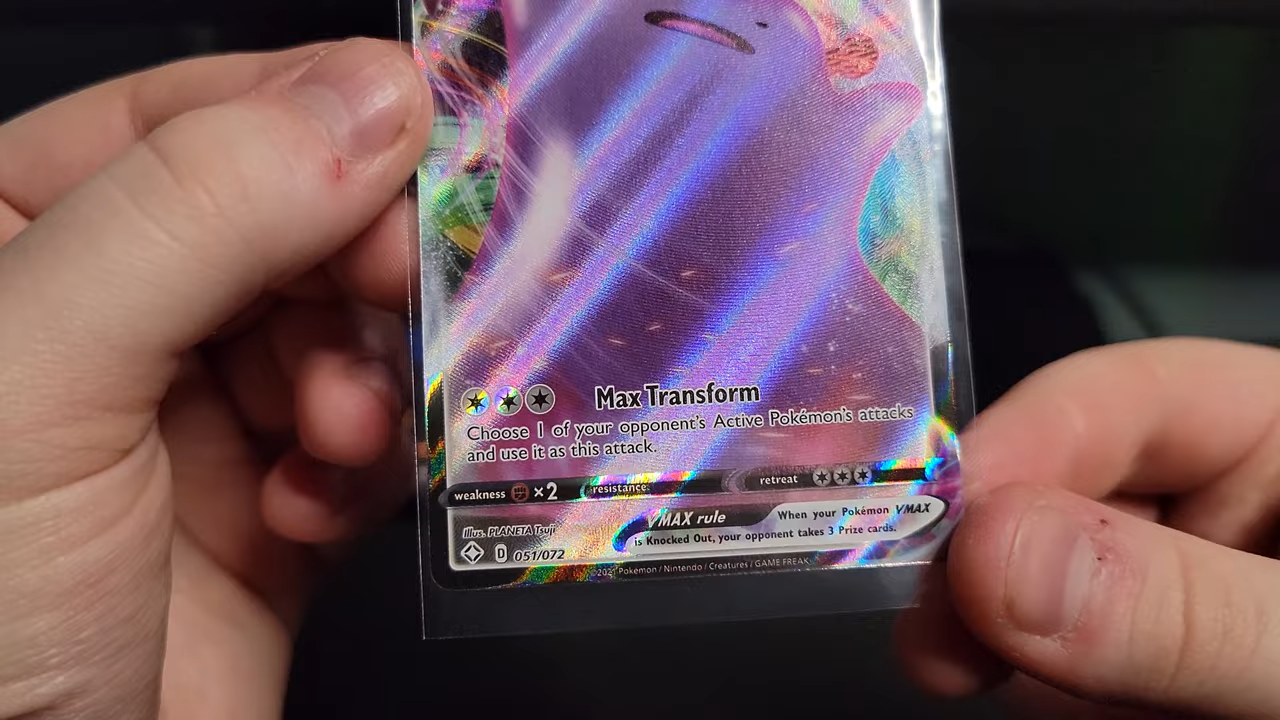 Max Transform
Choose 1 of your opponent's Active Pokémon's attacks
and use it as this attack.
weakness ×2 resistance retreat
VMAX rule When your Pokémon VMAX
is Knocked Out, your opponent takes 3 Prize cards.
Illus. PLANETA Tsuji
D 051/072
©2021 Pokémon / Nintendo / Creatures / GAME FREAK